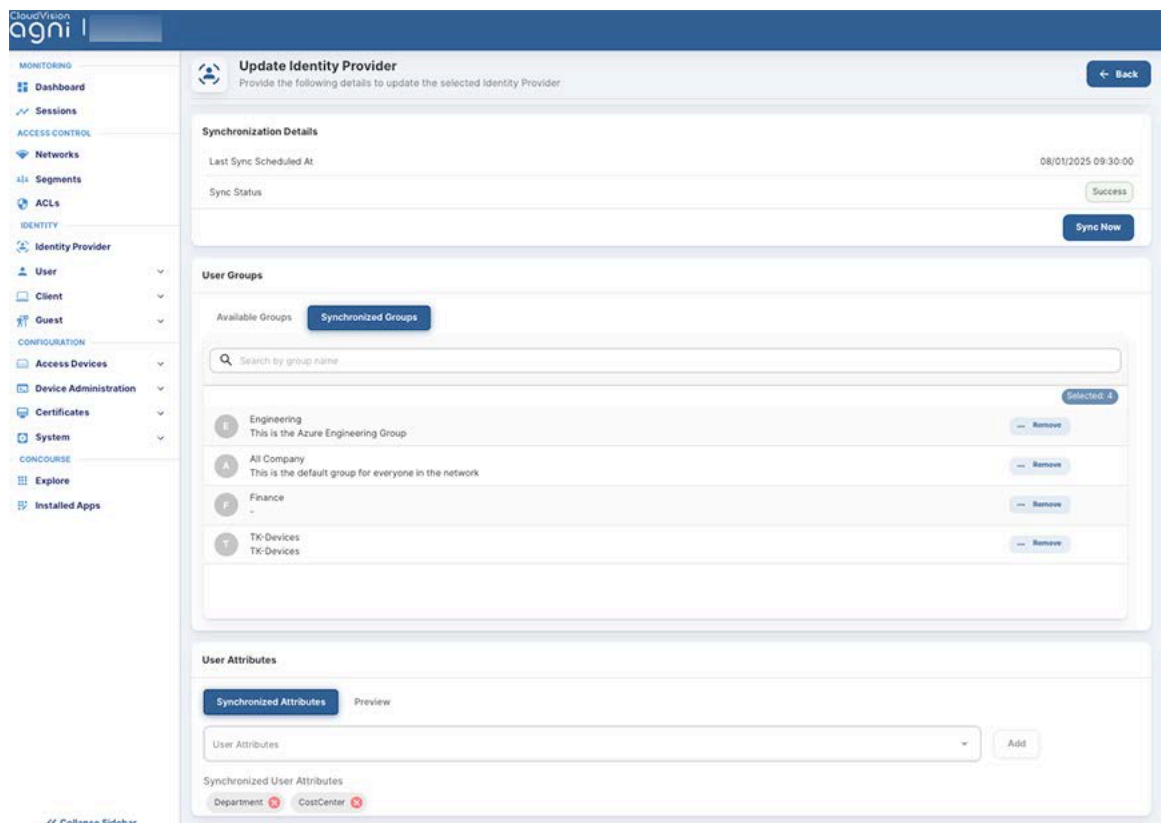 CloudVision
agni
MONITORING
Dashboard
Sessions
ACCESS CONTROL
Networks
Segments
ACLs
IDENTITY
Identity Provider
User
Client
Guest
CONFIGURATION
Access Devices
Device Administration
Certificates
System
CONCOURSE
Explore
Installed Apps
Collapse Sidebar
Update Identity Provider
Provide the following details to update the selected Identity Provider
Back
Synchronization Details
Last Sync Scheduled At 08/01/2025 09:30:00
Sync Status Success
Sync Now
User Groups
Available Groups Synchronized Groups
Search by group name
Selected: 4
E Engineering
This is the Azure Engineering Group
Remove
A All Company
This is the default group for everyone in the network
Remove
F Finance
-
Remove
T TK-Devices
TK-Devices
Remove
User Attributes
Synchronized Attributes Preview
User Attributes Add
Synchronized User Attributes
Department CostCenter